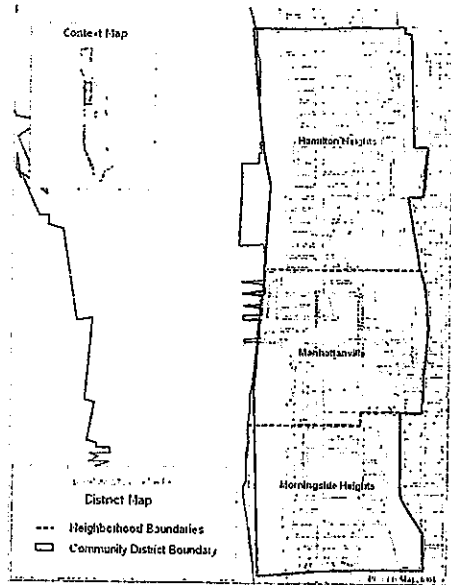 Context Map
Hamilton Heights
Manhattanville
Morningside Heights
District Map
Neighborhood Boundaries
Community District Boundary